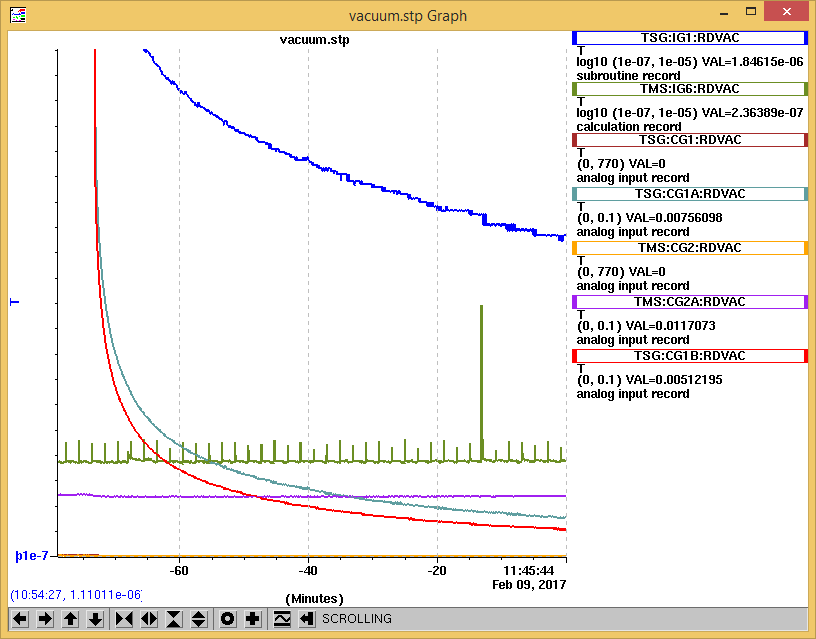 vacuum.stp Graph
vacuum.stp
TSG:IG1:RDVAC
T
log10 (1e-07, 1e-05) VAL=1.84615e-06
subroutine record
TMS:IG6:RDVAC
T
log10 (1e-07, 1e-05) VAL=2.36389e-07
calculation record
TSG:CG1:RDVAC
T
(0, 770) VAL=0
analog input record
TSG:CG1A:RDVAC
T
(0, 0.1) VAL=0.00756098
analog input record
TMS:CG2:RDVAC
T
(0, 770) VAL=0
analog input record
TMS:CG2A:RDVAC
T
(0, 0.1) VAL=0.0117073
analog input record
TSG:CG1B:RDVAC
T
(0, 0.1) VAL=0.00512195
analog input record
T
1e-7
-60
-40
-20
11:45:44
Feb 09, 2017
(10:54:27, 1.11011e-06)
(Minutes)
SCROLLING